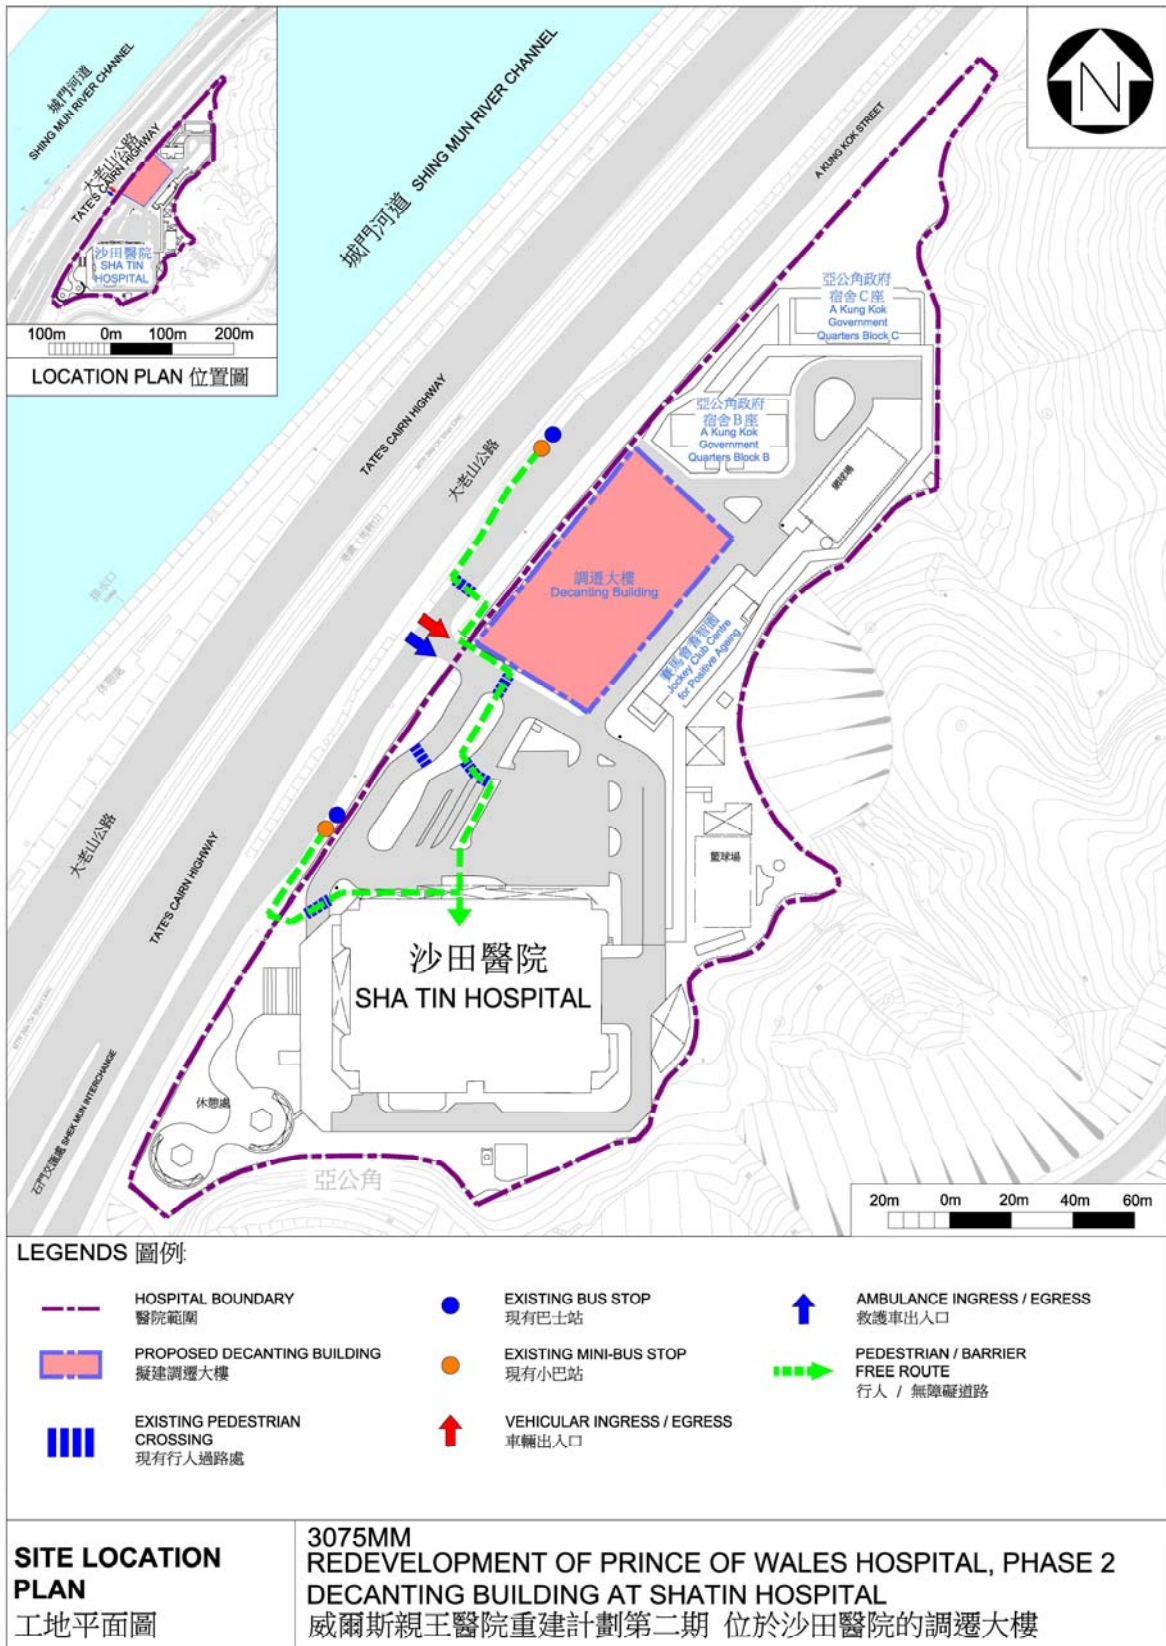 城門河道
SHING MUN RIVER CHANNEL
大老山公路
TATE'S CAIRN HIGHWAY
沙田醫院
SHA TIN
HOSPITAL
100m 0m 100m 200m
LOCATION PLAN 位置圖
N
城門河道 SHING MUN RIVER CHANNEL
A KUNG KOK STREET
TATE'S CAIRN HIGHWAY
大老山公路
亞公角政府
宿舍C座
A Kung Kok
Government
Quarters Block C
亞公角政府
宿舍B座
A Kung Kok
Government
Quarters Block B
網球場
調遷大樓
Decanting Building
賽馬會耆智園
Jockey Club Centre
for Positive Ageing
休憩處
籃球場
大老山公路
TATE'S CAIRN HIGHWAY
沙田醫院
SHA TIN HOSPITAL
石門交匯處 SHEK MUN INTERCHANGE
休憩處
亞公角
20m 0m 20m 40m 60m
LEGENDS 圖例:
HOSPITAL BOUNDARY
醫院範圍
PROPOSED DECANTING BUILDING
擬建調遷大樓
EXISTING PEDESTRIAN
CROSSING
現有行人過路處
EXISTING BUS STOP
現有巴士站
EXISTING MINI-BUS STOP
現有小巴站
VEHICULAR INGRESS / EGRESS
車輛出入口
AMBULANCE INGRESS / EGRESS
救護車出入口
PEDESTRIAN / BARRIER
FREE ROUTE
行人 / 無障礙道路
SITE LOCATION
PLAN
工地平面圖
3075MM
REDEVELOPMENT OF PRINCE OF WALES HOSPITAL, PHASE 2
DECANTING BUILDING AT SHATIN HOSPITAL
威爾斯親王醫院重建計劃第二期 位於沙田醫院的調遷大樓